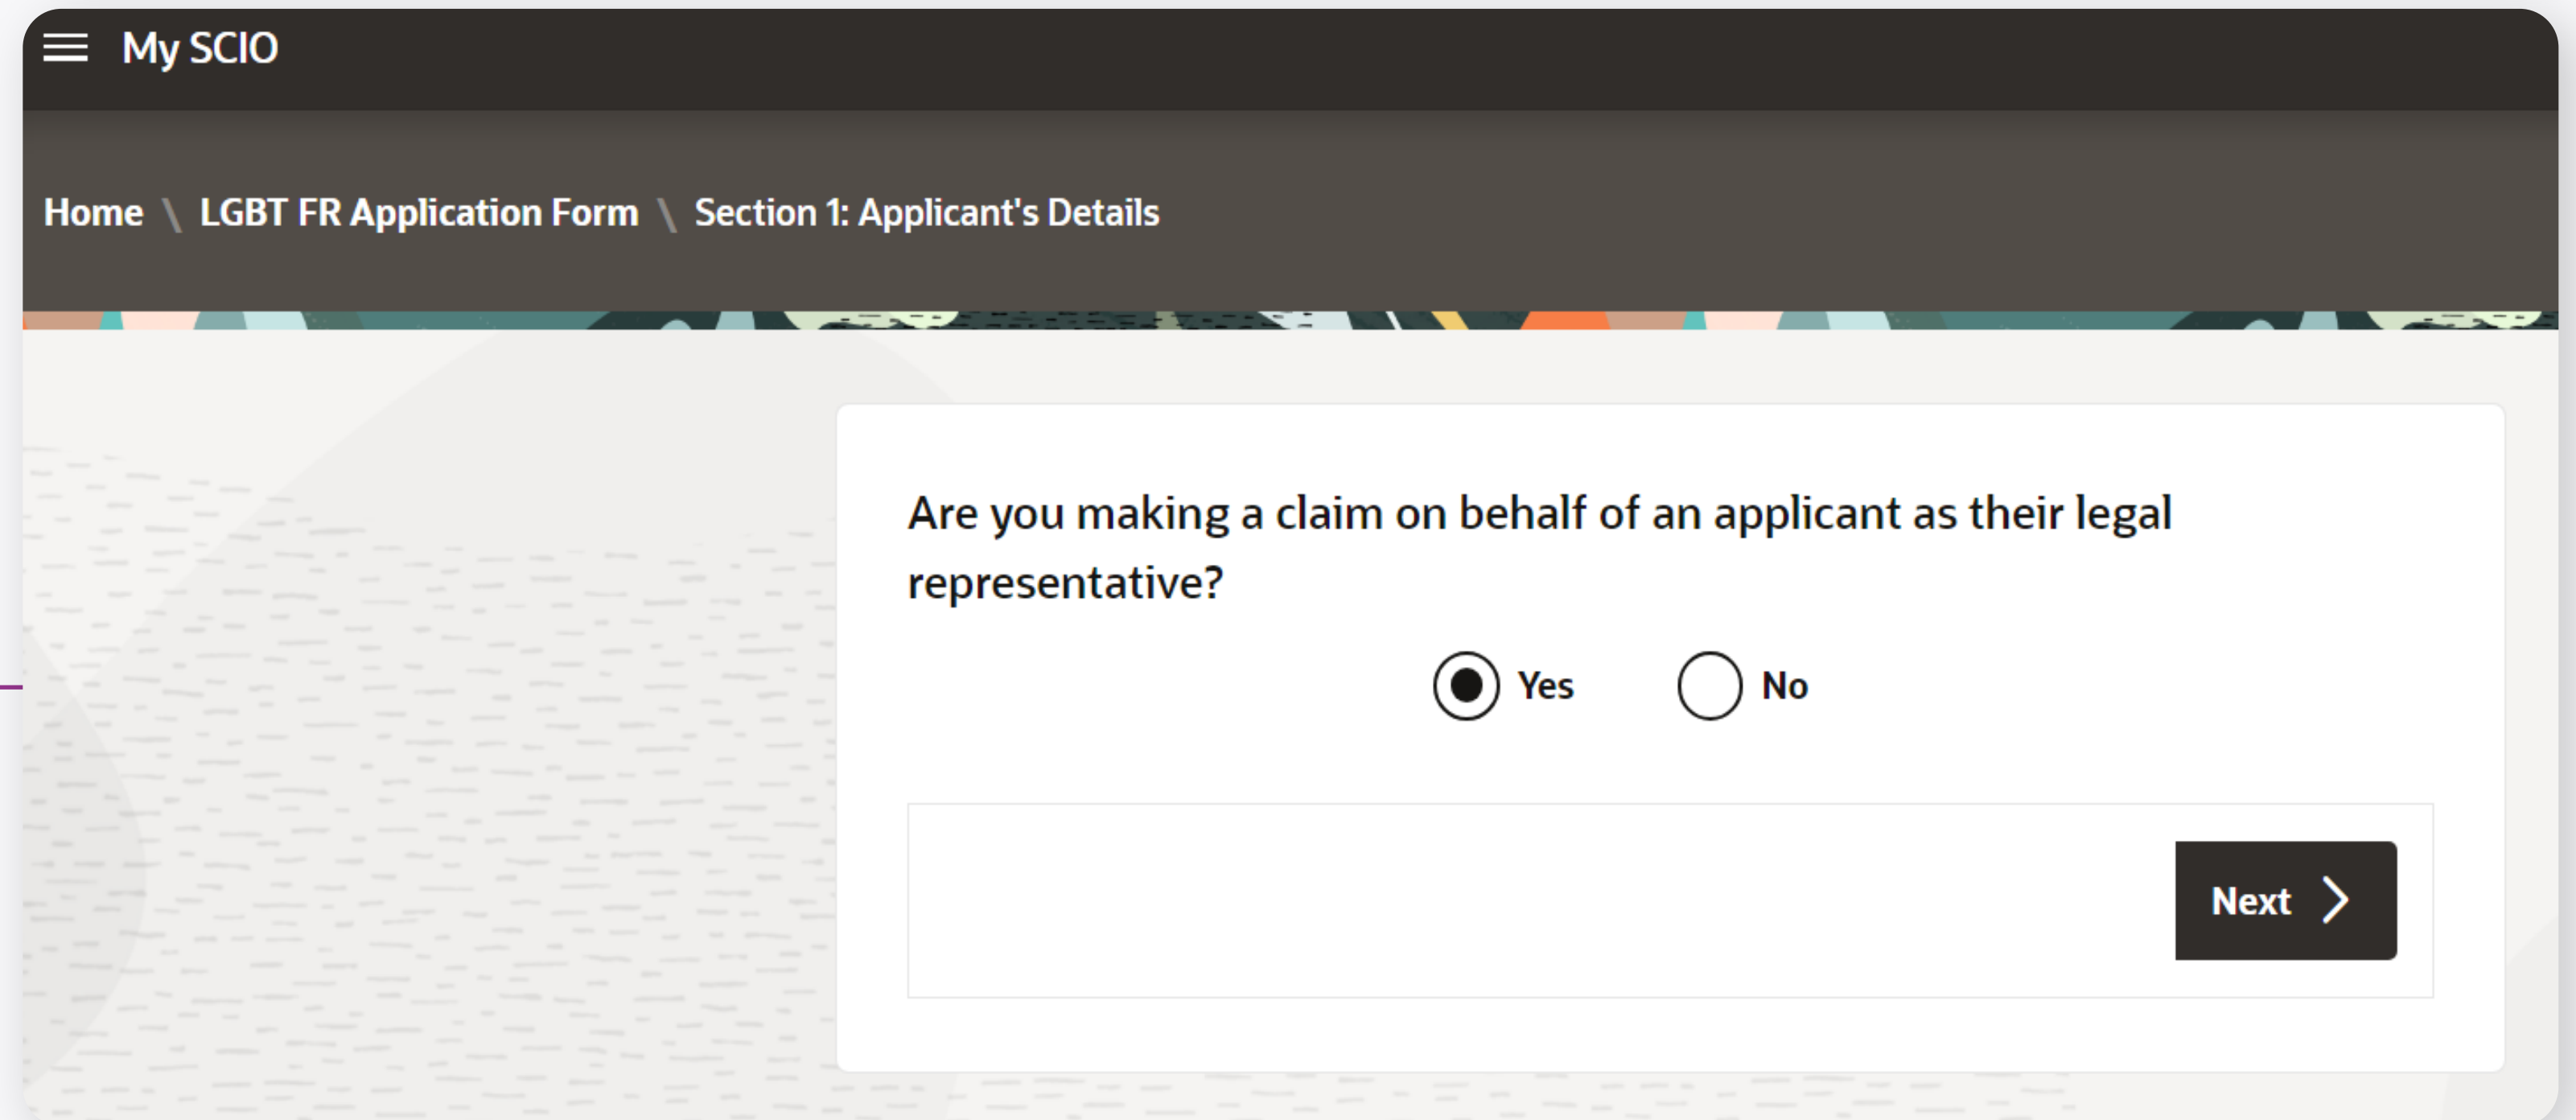 My SCIO
Home \ LGBT FR Application Form \ Section 1: Applicant's Details
Are you making a claim on behalf of an applicant as their legal
representative?
Yes No
Next